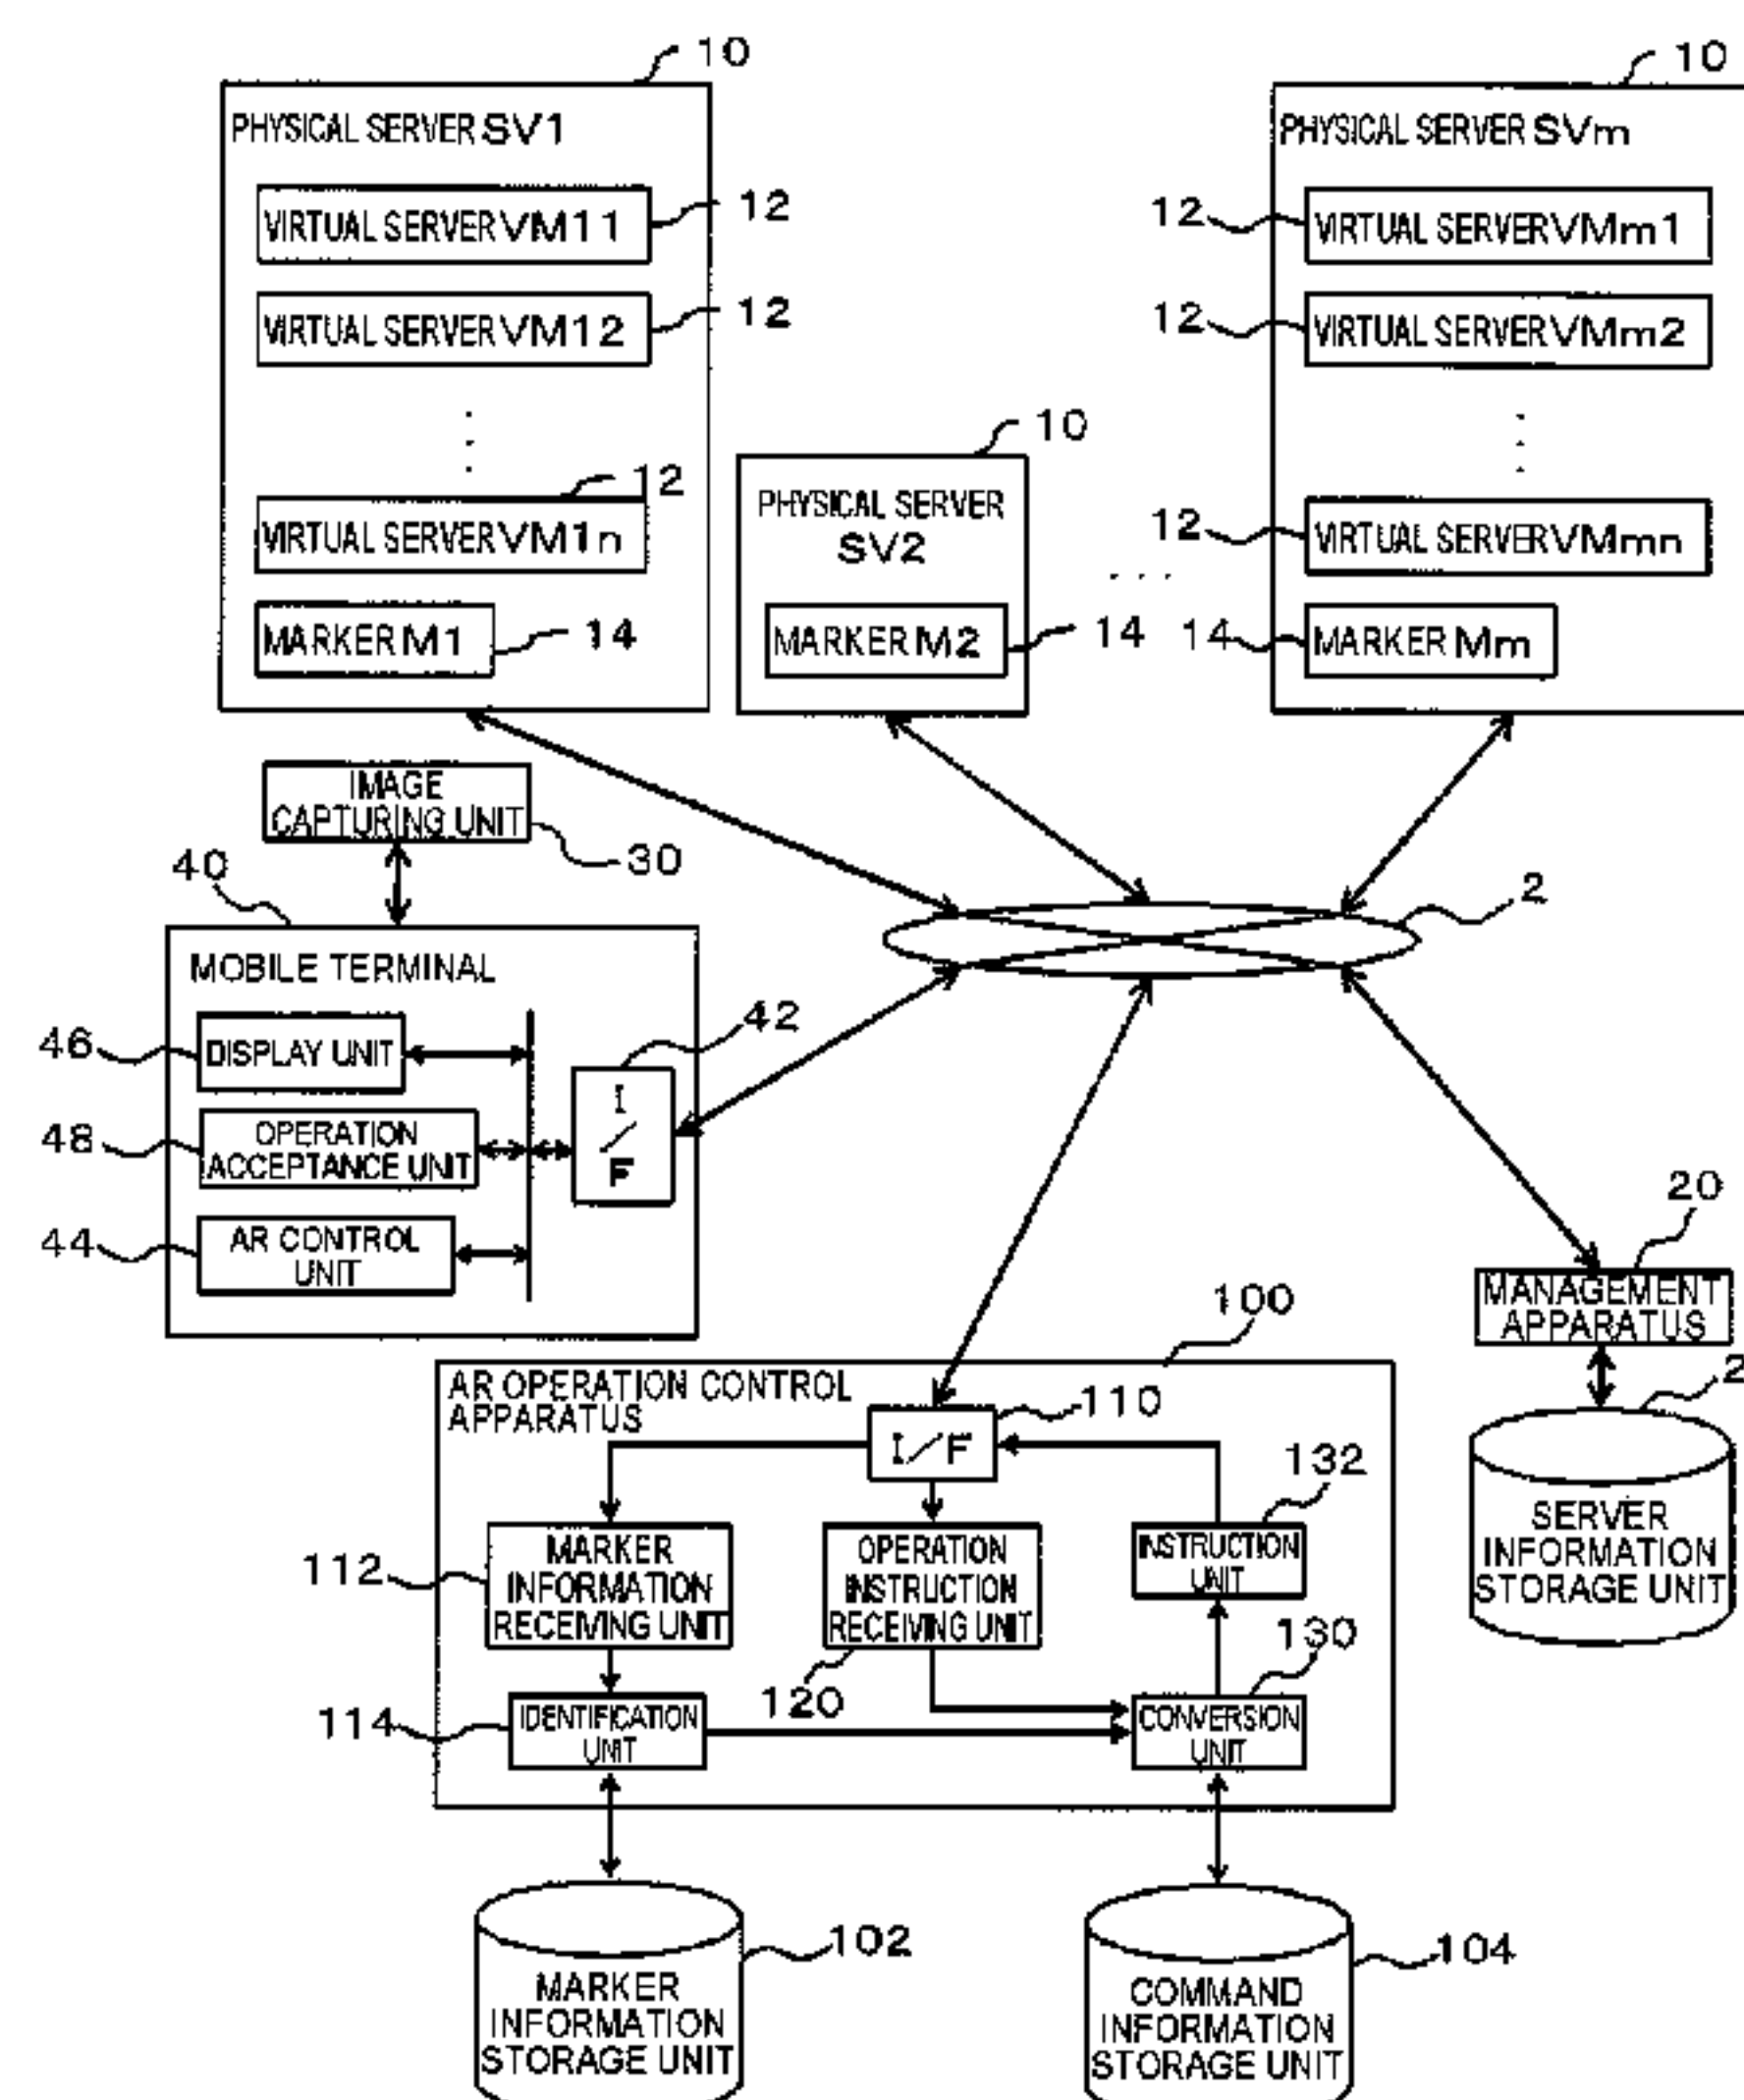 10
10
PHYSICAL SERVER SV1
PHYSICAL SERVER SVm
VIRTUAL SERVER VM11
12
12
VIRTUAL SERVER VMm1
VIRTUAL SERVER VM12
12
12
VIRTUAL SERVER VMm2
10
12
VIRTUAL SERVER VM1n
PHYSICAL SERVER
SV2
12
VIRTUAL SERVER VMmn
MARKER M1
14
MARKER M2
14
14
MARKER Mm
IMAGE
CAPTURING UNIT
30
40
2
MOBILE TERMINAL
42
46
DISPLAY UNIT
I
/
F
48
OPERATION
ACCEPTANCE UNIT
44
AR CONTROL
UNIT
20
MANAGEMENT
APPARATUS
100
AR OPERATION CONTROL
APPARATUS
110
I/F
132
SERVER
INFORMATION
STORAGE UNIT
112
MARKER
INFORMATION
RECEIVING UNIT
OPERATION
INSTRUCTION
RECEIVING UNIT
INSTRUCTION
UNIT
120
130
114
IDENTIFICATION
UNIT
CONVERSION
UNIT
102
MARKER
INFORMATION
STORAGE UNIT
104
COMMAND
INFORMATION
STORAGE UNIT